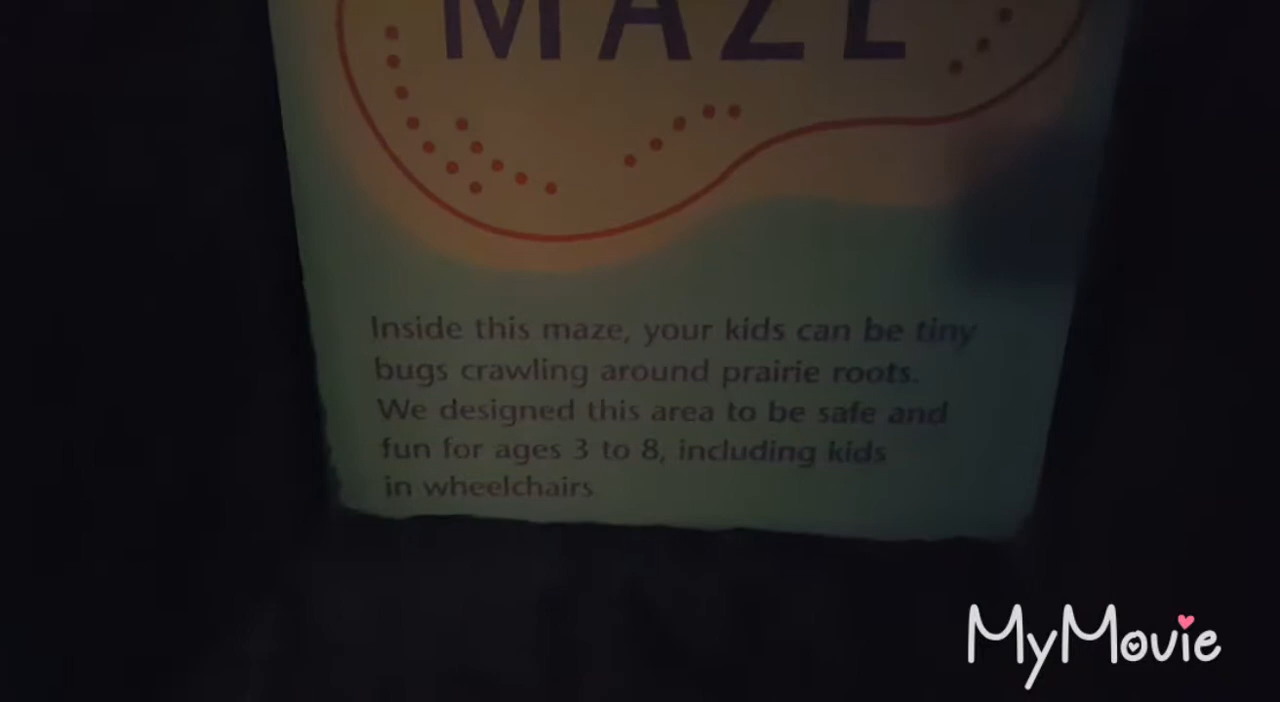 MAZE
Inside this maze, your kids can be tiny
bugs crawling around prairie roots.
We designed this area to be safe and
fun for ages 3 to 8, including kids
in wheelchairs
MyMovie